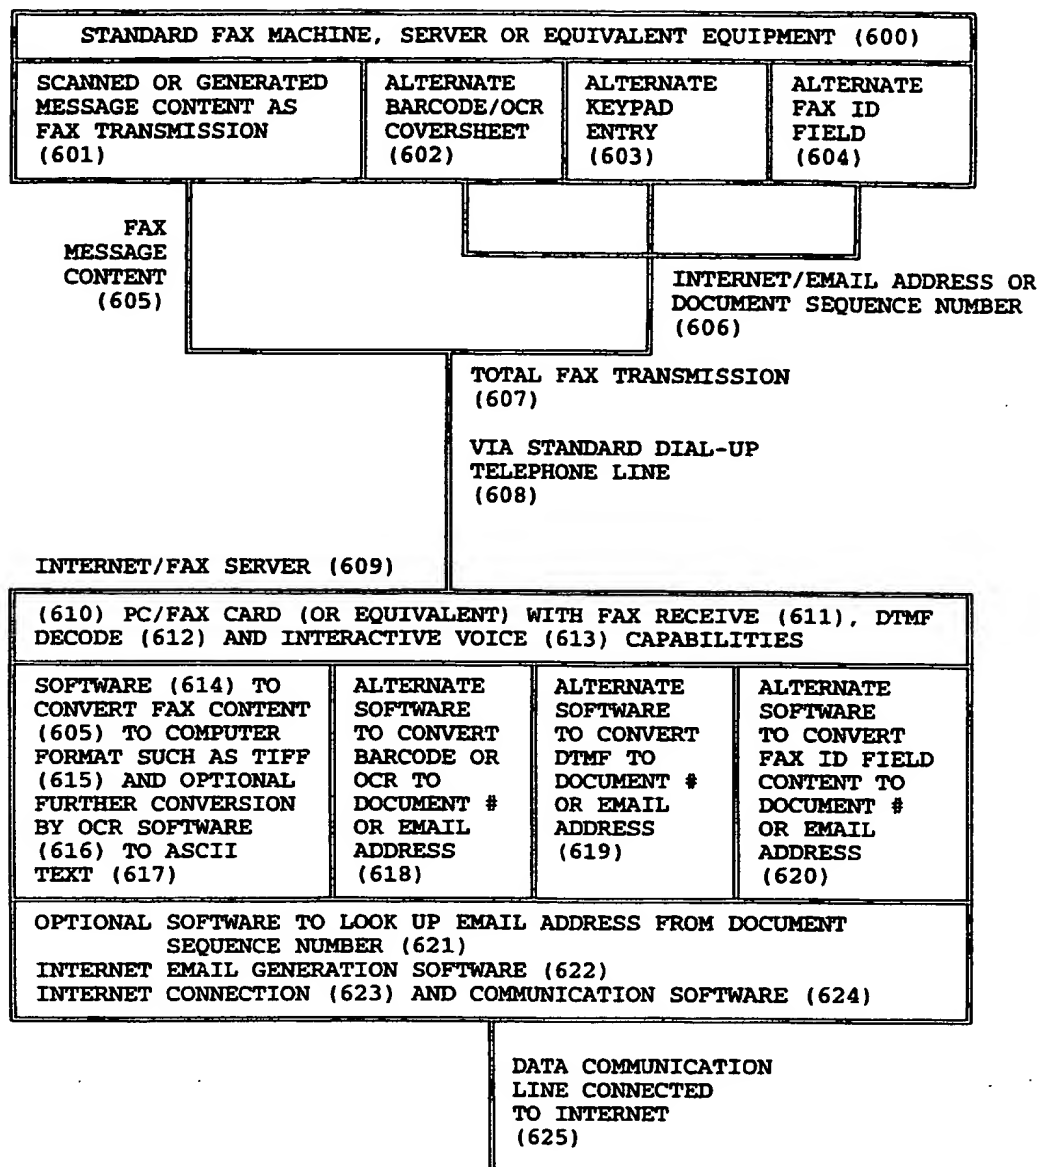 STANDARD FAX MACHINE, SERVER OR EQUIVALENT EQUIPMENT (600)
SCANNED OR GENERATED
MESSAGE CONTENT AS
FAX TRANSMISSION
(601)
ALTERNATE
BARCODE/OCR
COVERSHEET
(602)
ALTERNATE
KEYPAD
ENTRY
(603)
ALTERNATE
FAX ID
FIELD
(604)
FAX
MESSAGE
CONTENT
(605)
INTERNET/EMAIL ADDRESS OR
DOCUMENT SEQUENCE NUMBER
(606)
TOTAL FAX TRANSMISSION
(607)
VIA STANDARD DIAL-UP
TELEPHONE LINE
(608)
INTERNET/FAX SERVER (609)
(610) PC/FAX CARD (OR EQUIVALENT) WITH FAX RECEIVE (611), DTMF
DECODE (612) AND INTERACTIVE VOICE (613) CAPABILITIES
SOFTWARE (614) TO
CONVERT FAX CONTENT
(605) TO COMPUTER
FORMAT SUCH AS TIFF
(615) AND OPTIONAL
FURTHER CONVERSION
BY OCR SOFTWARE
(616) TO ASCII
TEXT (617)
ALTERNATE
SOFTWARE
TO CONVERT
BARCODE OR
OCR TO
DOCUMENT #
OR EMAIL
ADDRESS
(618)
ALTERNATE
SOFTWARE
TO CONVERT
DTMF TO
DOCUMENT #
OR EMAIL
ADDRESS
(619)
ALTERNATE
SOFTWARE
TO CONVERT
FAX ID FIELD
CONTENT TO
DOCUMENT #
OR EMAIL
ADDRESS
(620)
OPTIONAL SOFTWARE TO LOOK UP EMAIL ADDRESS FROM DOCUMENT
SEQUENCE NUMBER (621)
INTERNET EMAIL GENERATION SOFTWARE (622)
INTERNET CONNECTION (623) AND COMMUNICATION SOFTWARE (624)
DATA COMMUNICATION
LINE CONNECTED
TO INTERNET
(625)